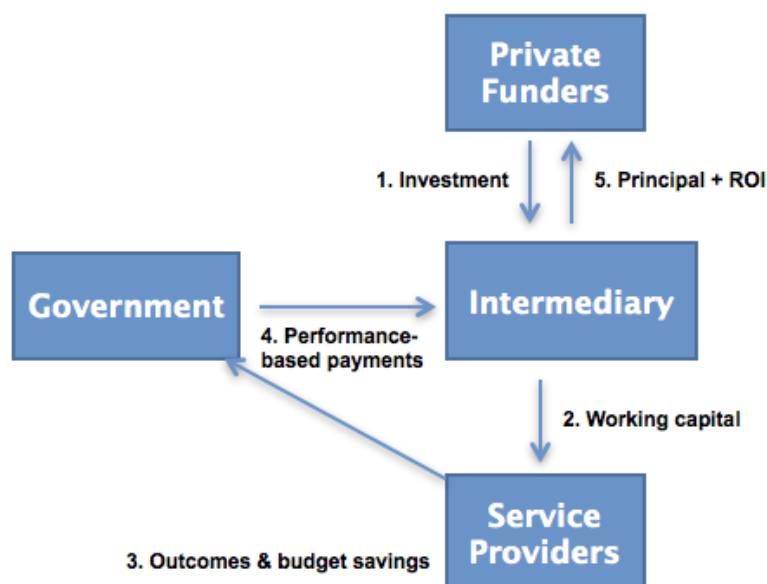 Private
Funders
1. Investment
5. Principal + ROI
Government
Intermediary
4. Performance-
based payments
2. Working capital
Service
Providers
3. Outcomes & budget savings